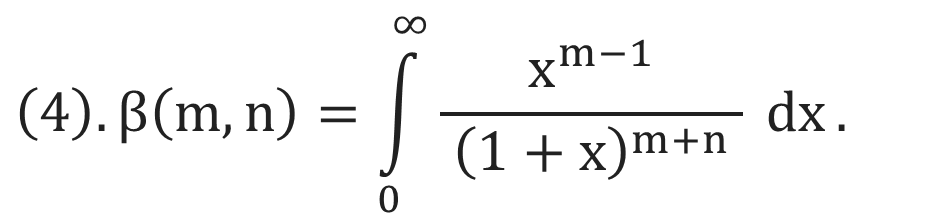 (4). β(m, n) = ∫₀^∞ x^(m−1) / (1 + x)^(m+n) dx.